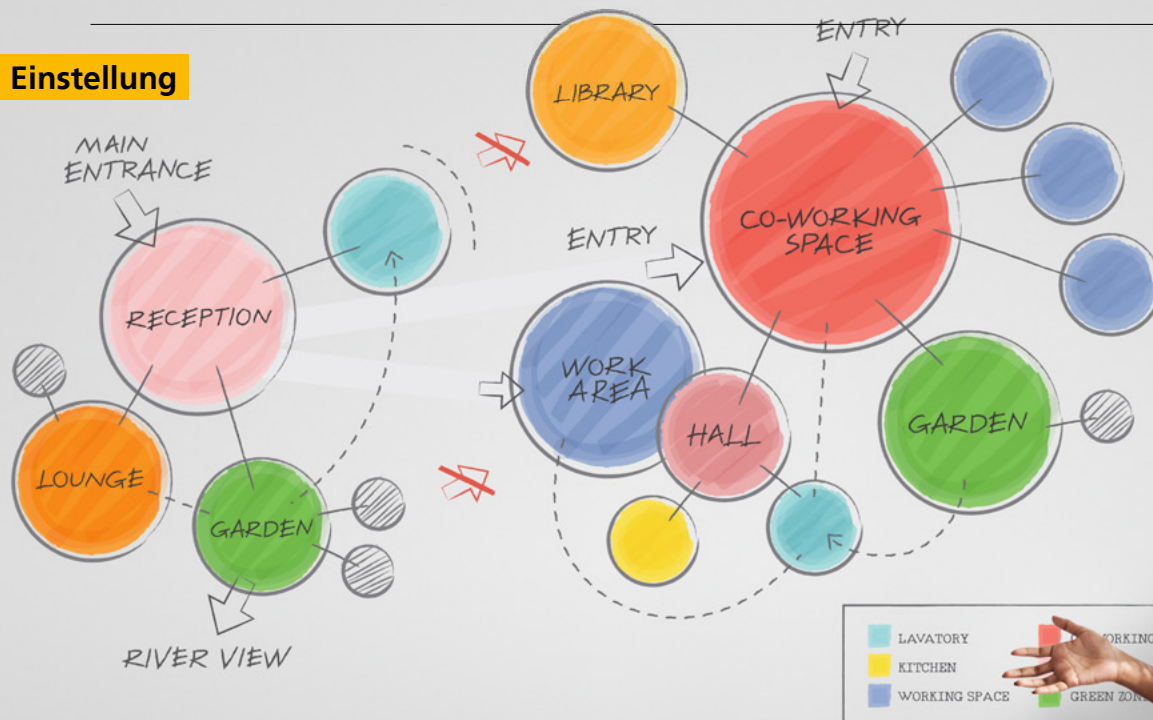 Einstellung
MAIN
ENTRANCE
RECEPTION
LOUNGE
GARDEN
RIVER VIEW
LIBRARY
ENTRY
CO-WORKING
SPACE
ENTRY
WORK
AREA
HALL
GARDEN
LAVATORY
KITCHEN
WORKING SPACE
GREEN